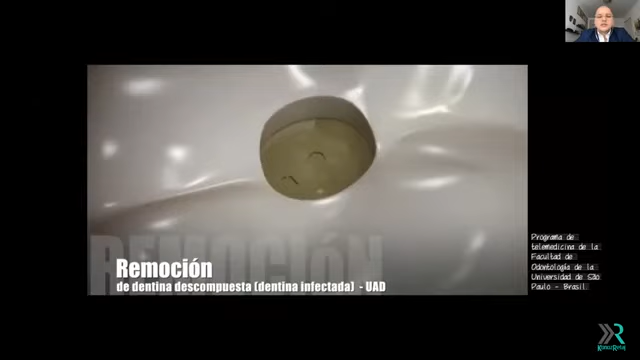 REMOCIÓN
Remoción
de dentina descompuesta (dentina infectada) - UAD
Programa de
telemedicina de la
Facultad de
Odontología de la
Universidad de São
Paulo - Brasil